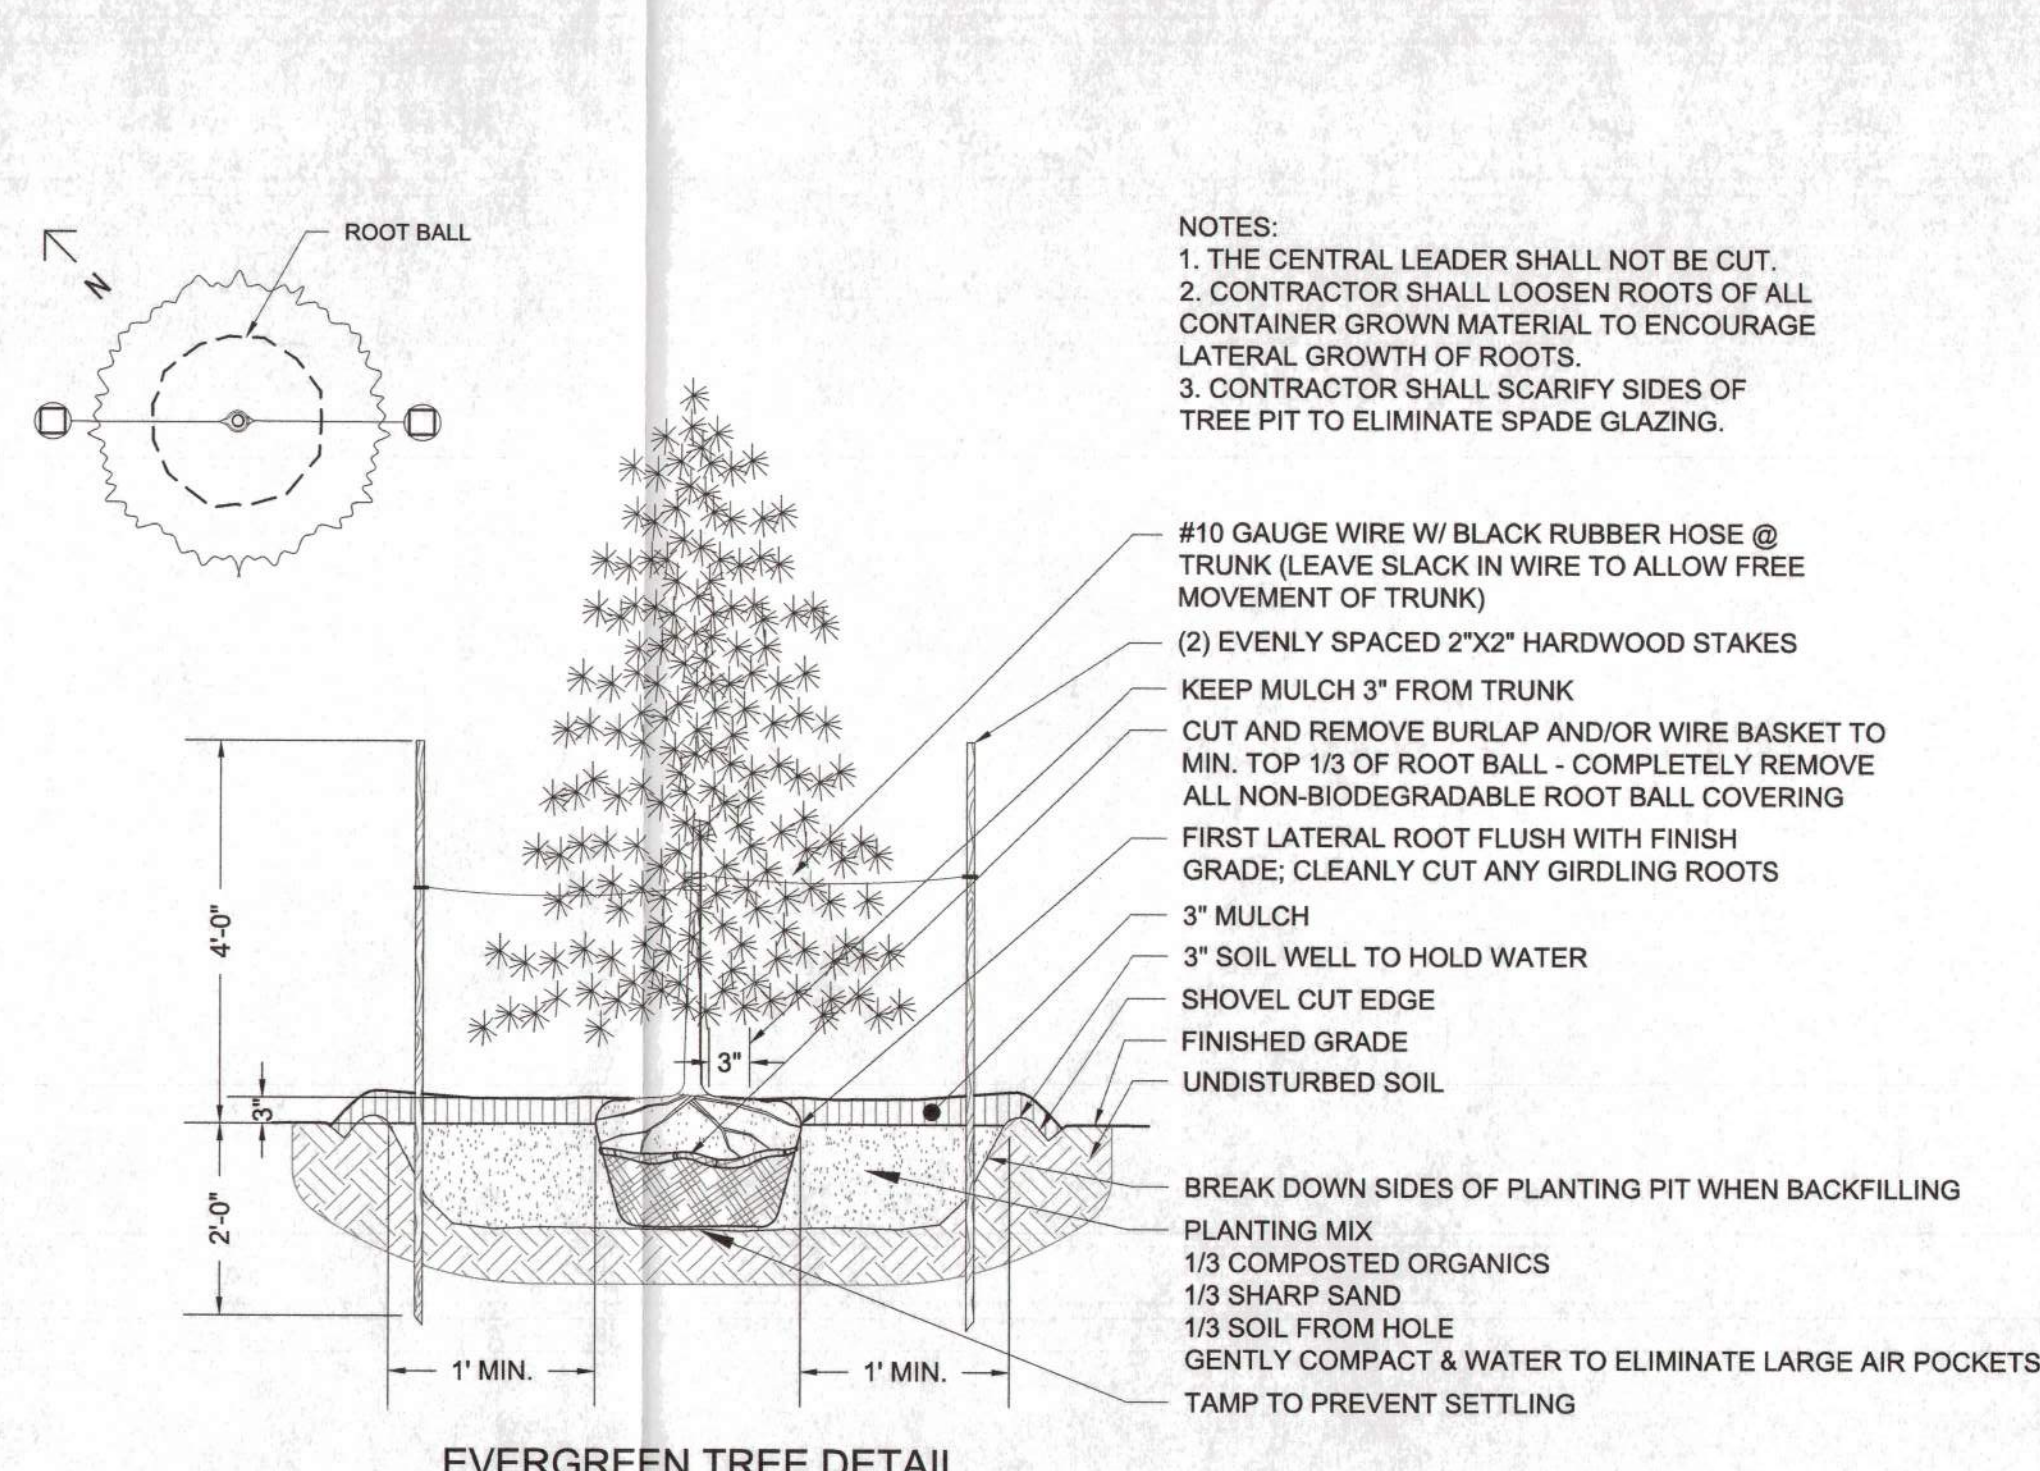 N
ROOT BALL
NOTES:
1. THE CENTRAL LEADER SHALL NOT BE CUT.
2. CONTRACTOR SHALL LOOSEN ROOTS OF ALL
CONTAINER GROWN MATERIAL TO ENCOURAGE
LATERAL GROWTH OF ROOTS.
3. CONTRACTOR SHALL SCARIFY SIDES OF
TREE PIT TO ELIMINATE SPADE GLAZING.
#10 GAUGE WIRE W/ BLACK RUBBER HOSE @
TRUNK (LEAVE SLACK IN WIRE TO ALLOW FREE
MOVEMENT OF TRUNK)
(2) EVENLY SPACED 2"X2" HARDWOOD STAKES
KEEP MULCH 3" FROM TRUNK
CUT AND REMOVE BURLAP AND/OR WIRE BASKET TO
MIN. TOP 1/3 OF ROOT BALL - COMPLETELY REMOVE
ALL NON-BIODEGRADABLE ROOT BALL COVERING
FIRST LATERAL ROOT FLUSH WITH FINISH
GRADE; CLEANLY CUT ANY GIRDLING ROOTS
3" MULCH
3" SOIL WELL TO HOLD WATER
SHOVEL CUT EDGE
FINISHED GRADE
UNDISTURBED SOIL
BREAK DOWN SIDES OF PLANTING PIT WHEN BACKFILLING
PLANTING MIX
1/3 COMPOSTED ORGANICS
1/3 SHARP SAND
1/3 SOIL FROM HOLE
GENTLY COMPACT & WATER TO ELIMINATE LARGE AIR POCKETS
TAMP TO PREVENT SETTLING
4'-0"
3"
3"
2'-0"
1' MIN.
1' MIN.
EVERGREEN TREE DETAIL